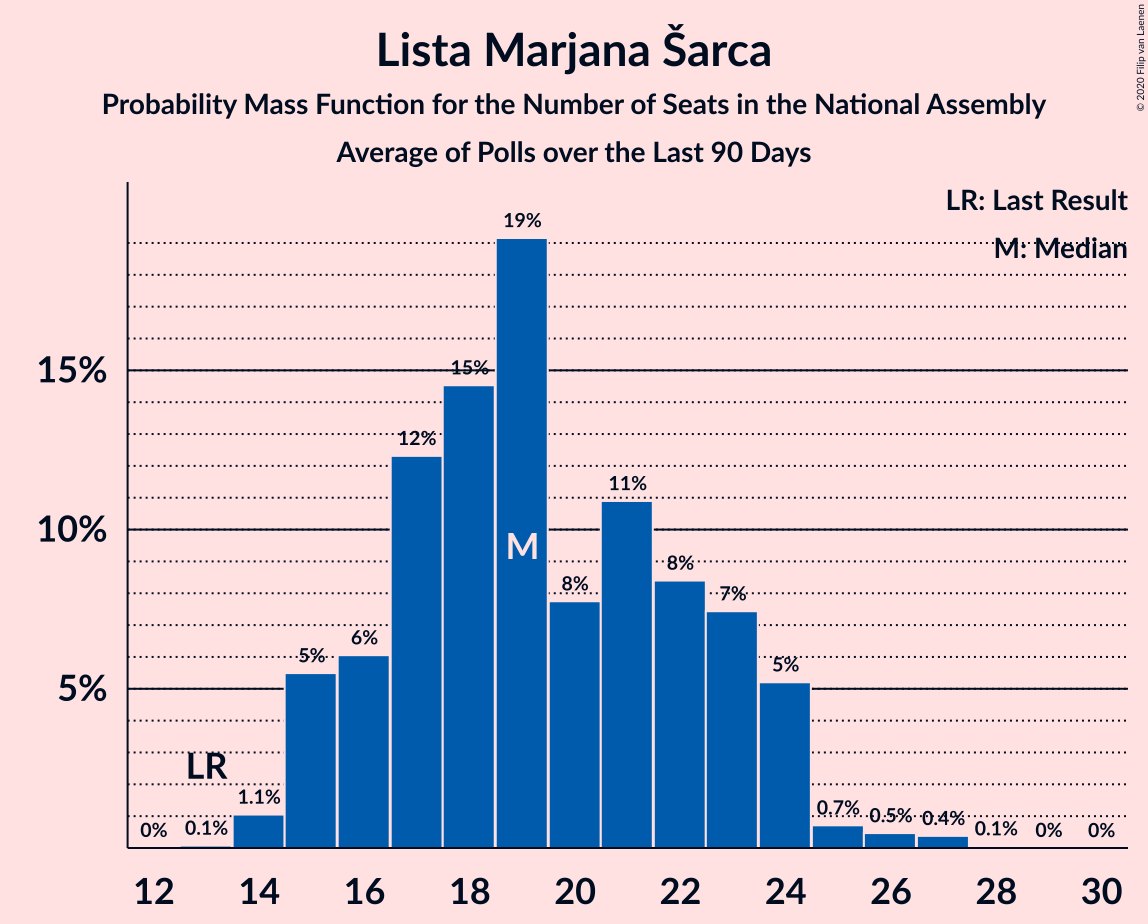 Lista Marjana Šarca
Probability Mass Function for the Number of Seats in the National Assembly
Average of Polls over the Last 90 Days
© 2020 Filip van Laenen
LR: Last Result
M: Median
19%
15%
15%
12%
11%
10%
M
8%
8%
7%
6%
5%
5%
5%
LR
1.1%
0.7%
0.5%
0.4%
0%
0.1%
0.1%
0%
0%
12 14 16 18 20 22 24 26 28 30